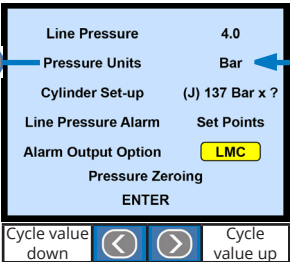 Line Pressure 4.0
Pressure Units Bar
Cylinder Set-up (J) 137 Bar x ?
Line Pressure Alarm Set Points
Alarm Output Option LMC
Pressure Zeroing
ENTER
Cycle value down
Cycle value up